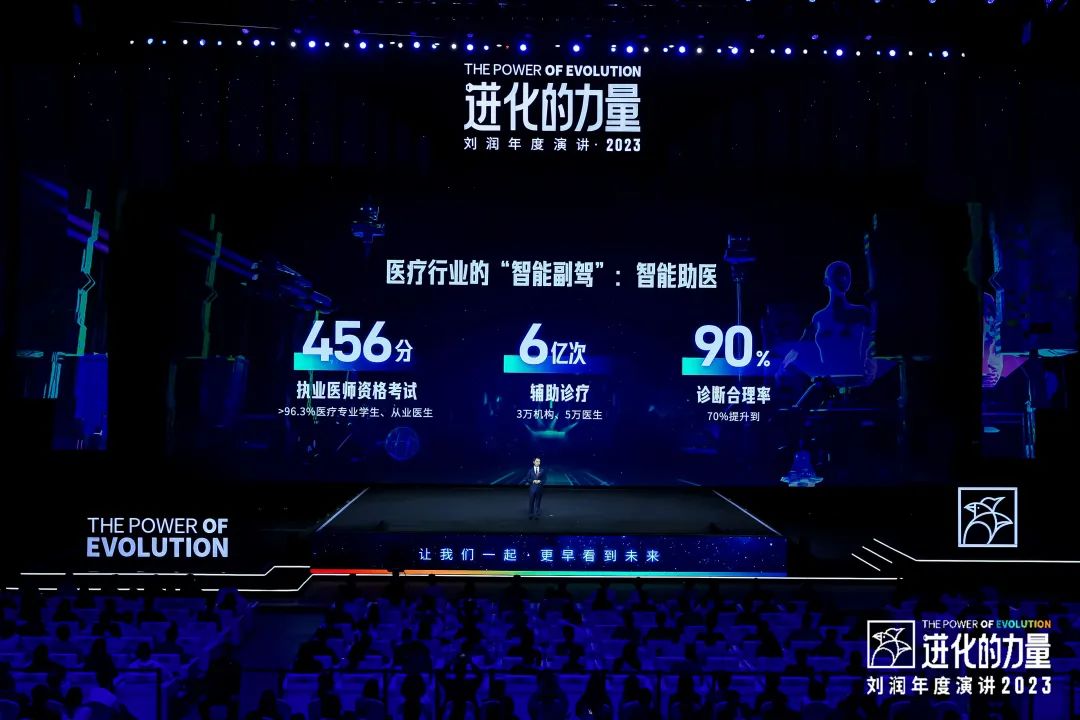 THE POWER OF EVOLUTION
进化的力量
刘润年度演讲·2023
医疗行业的“智能副驾”：智能助医
456分
执业医师资格考试
>96.3%医疗专业学生、从业医生
6亿次
辅助诊疗
3万机构、5万医生
90%
诊断合理率
70%提升到
THE POWER OF
EVOLUTION
让我们一起·更早看到未来
THE POWER OF EVOLUTION
进化的力量
刘润年度演讲2023